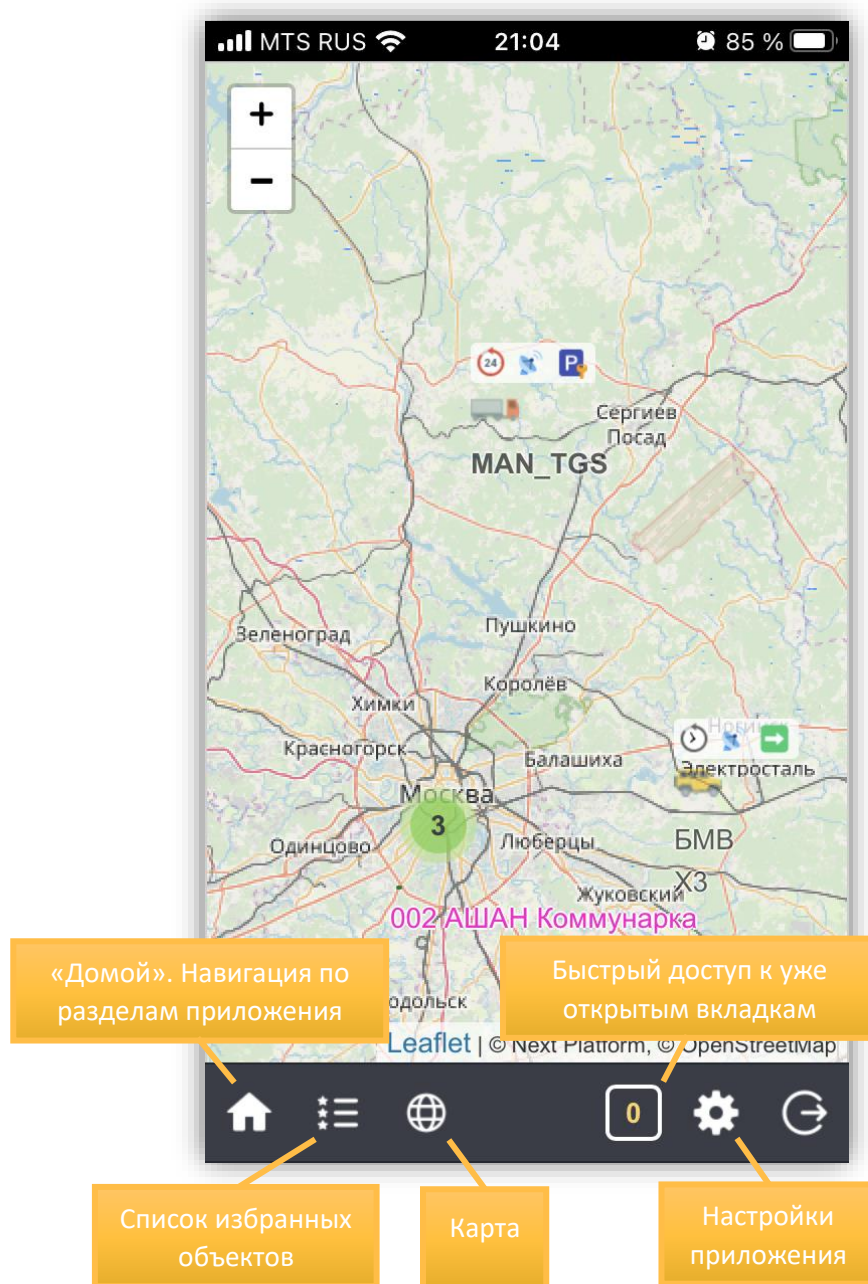 MTS RUS
21:04
85 %
+
−
24
P
Сергиев
Посад
MAN_TGS
Зеленоград
Пушкино
Королёв
Химки
Красногорск
Балашиха
Электросталь
Москва
3
Одинцово
Люберцы
БМВ
Жуковский
X3
002 АШАН Коммунарка
«Домой». Навигация по
разделам приложения
Быстрый доступ к уже
открытым вкладкам
Leaflet | © Next Platform, © OpenStreetMap
0
Список избранных
объектов
Карта
Настройки
приложения